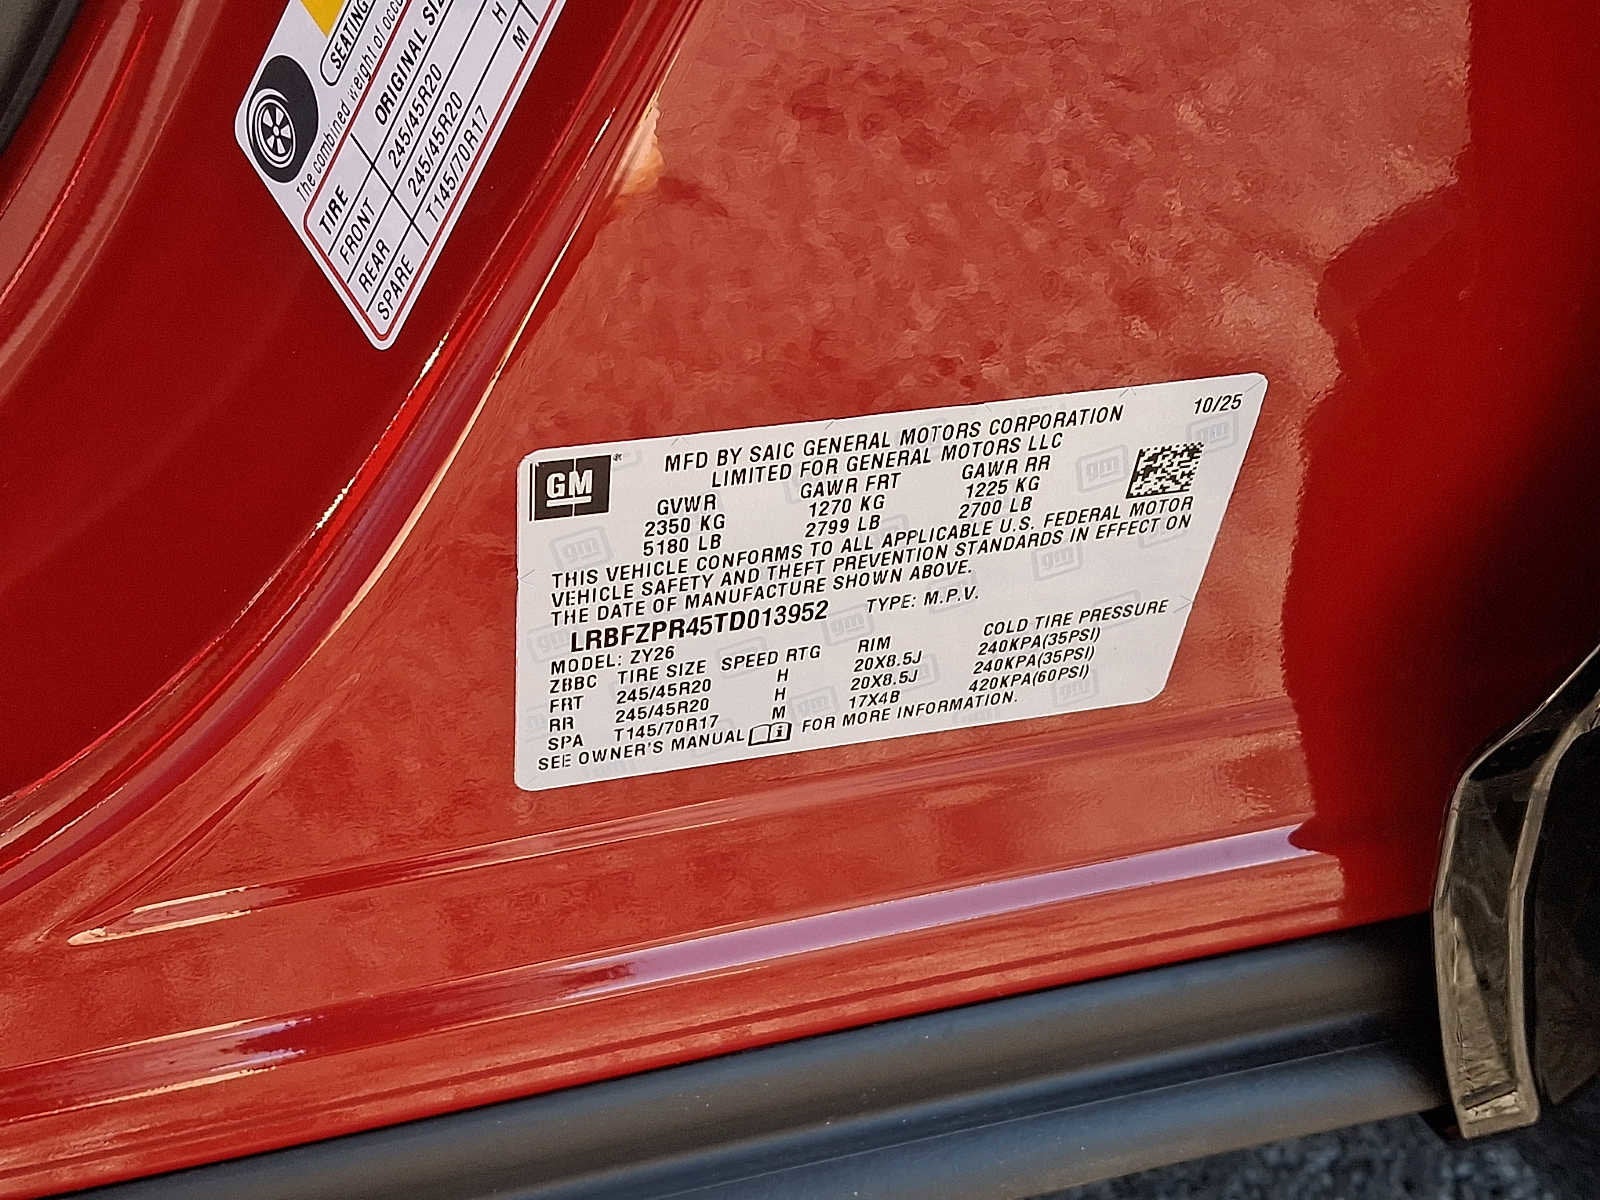 SEATING
The combined weight of occu
TIRE ORIGINAL SIZE
FRONT 245/45R20 H
REAR 245/45R20 M
SPARE T145/70R17
GM
MFD BY SAIC GENERAL MOTORS CORPORATION 10/25
LIMITED FOR GENERAL MOTORS LLC
GVWR GAWR FRT GAWR RR
2350 KG 1270 KG 1225 KG
5180 LB 2799 LB 2700 LB
THIS VEHICLE CONFORMS TO ALL APPLICABLE U.S. FEDERAL MOTOR
VEHICLE SAFETY AND THEFT PREVENTION STANDARDS IN EFFECT ON
THE DATE OF MANUFACTURE SHOWN ABOVE.
LRBFZPR45TD013952 TYPE: M.P.V.
MODEL: ZY26
ZBBC TIRE SIZE SPEED RTG RIM COLD TIRE PRESSURE
FRT 245/45R20 H 20X8.5J 240KPA(35PSI)
RR 245/45R20 H 20X8.5J 240KPA(35PSI)
SPA T145/70R17 M 17X4B 420KPA(60PSI)
SEE OWNER'S MANUAL FOR MORE INFORMATION.